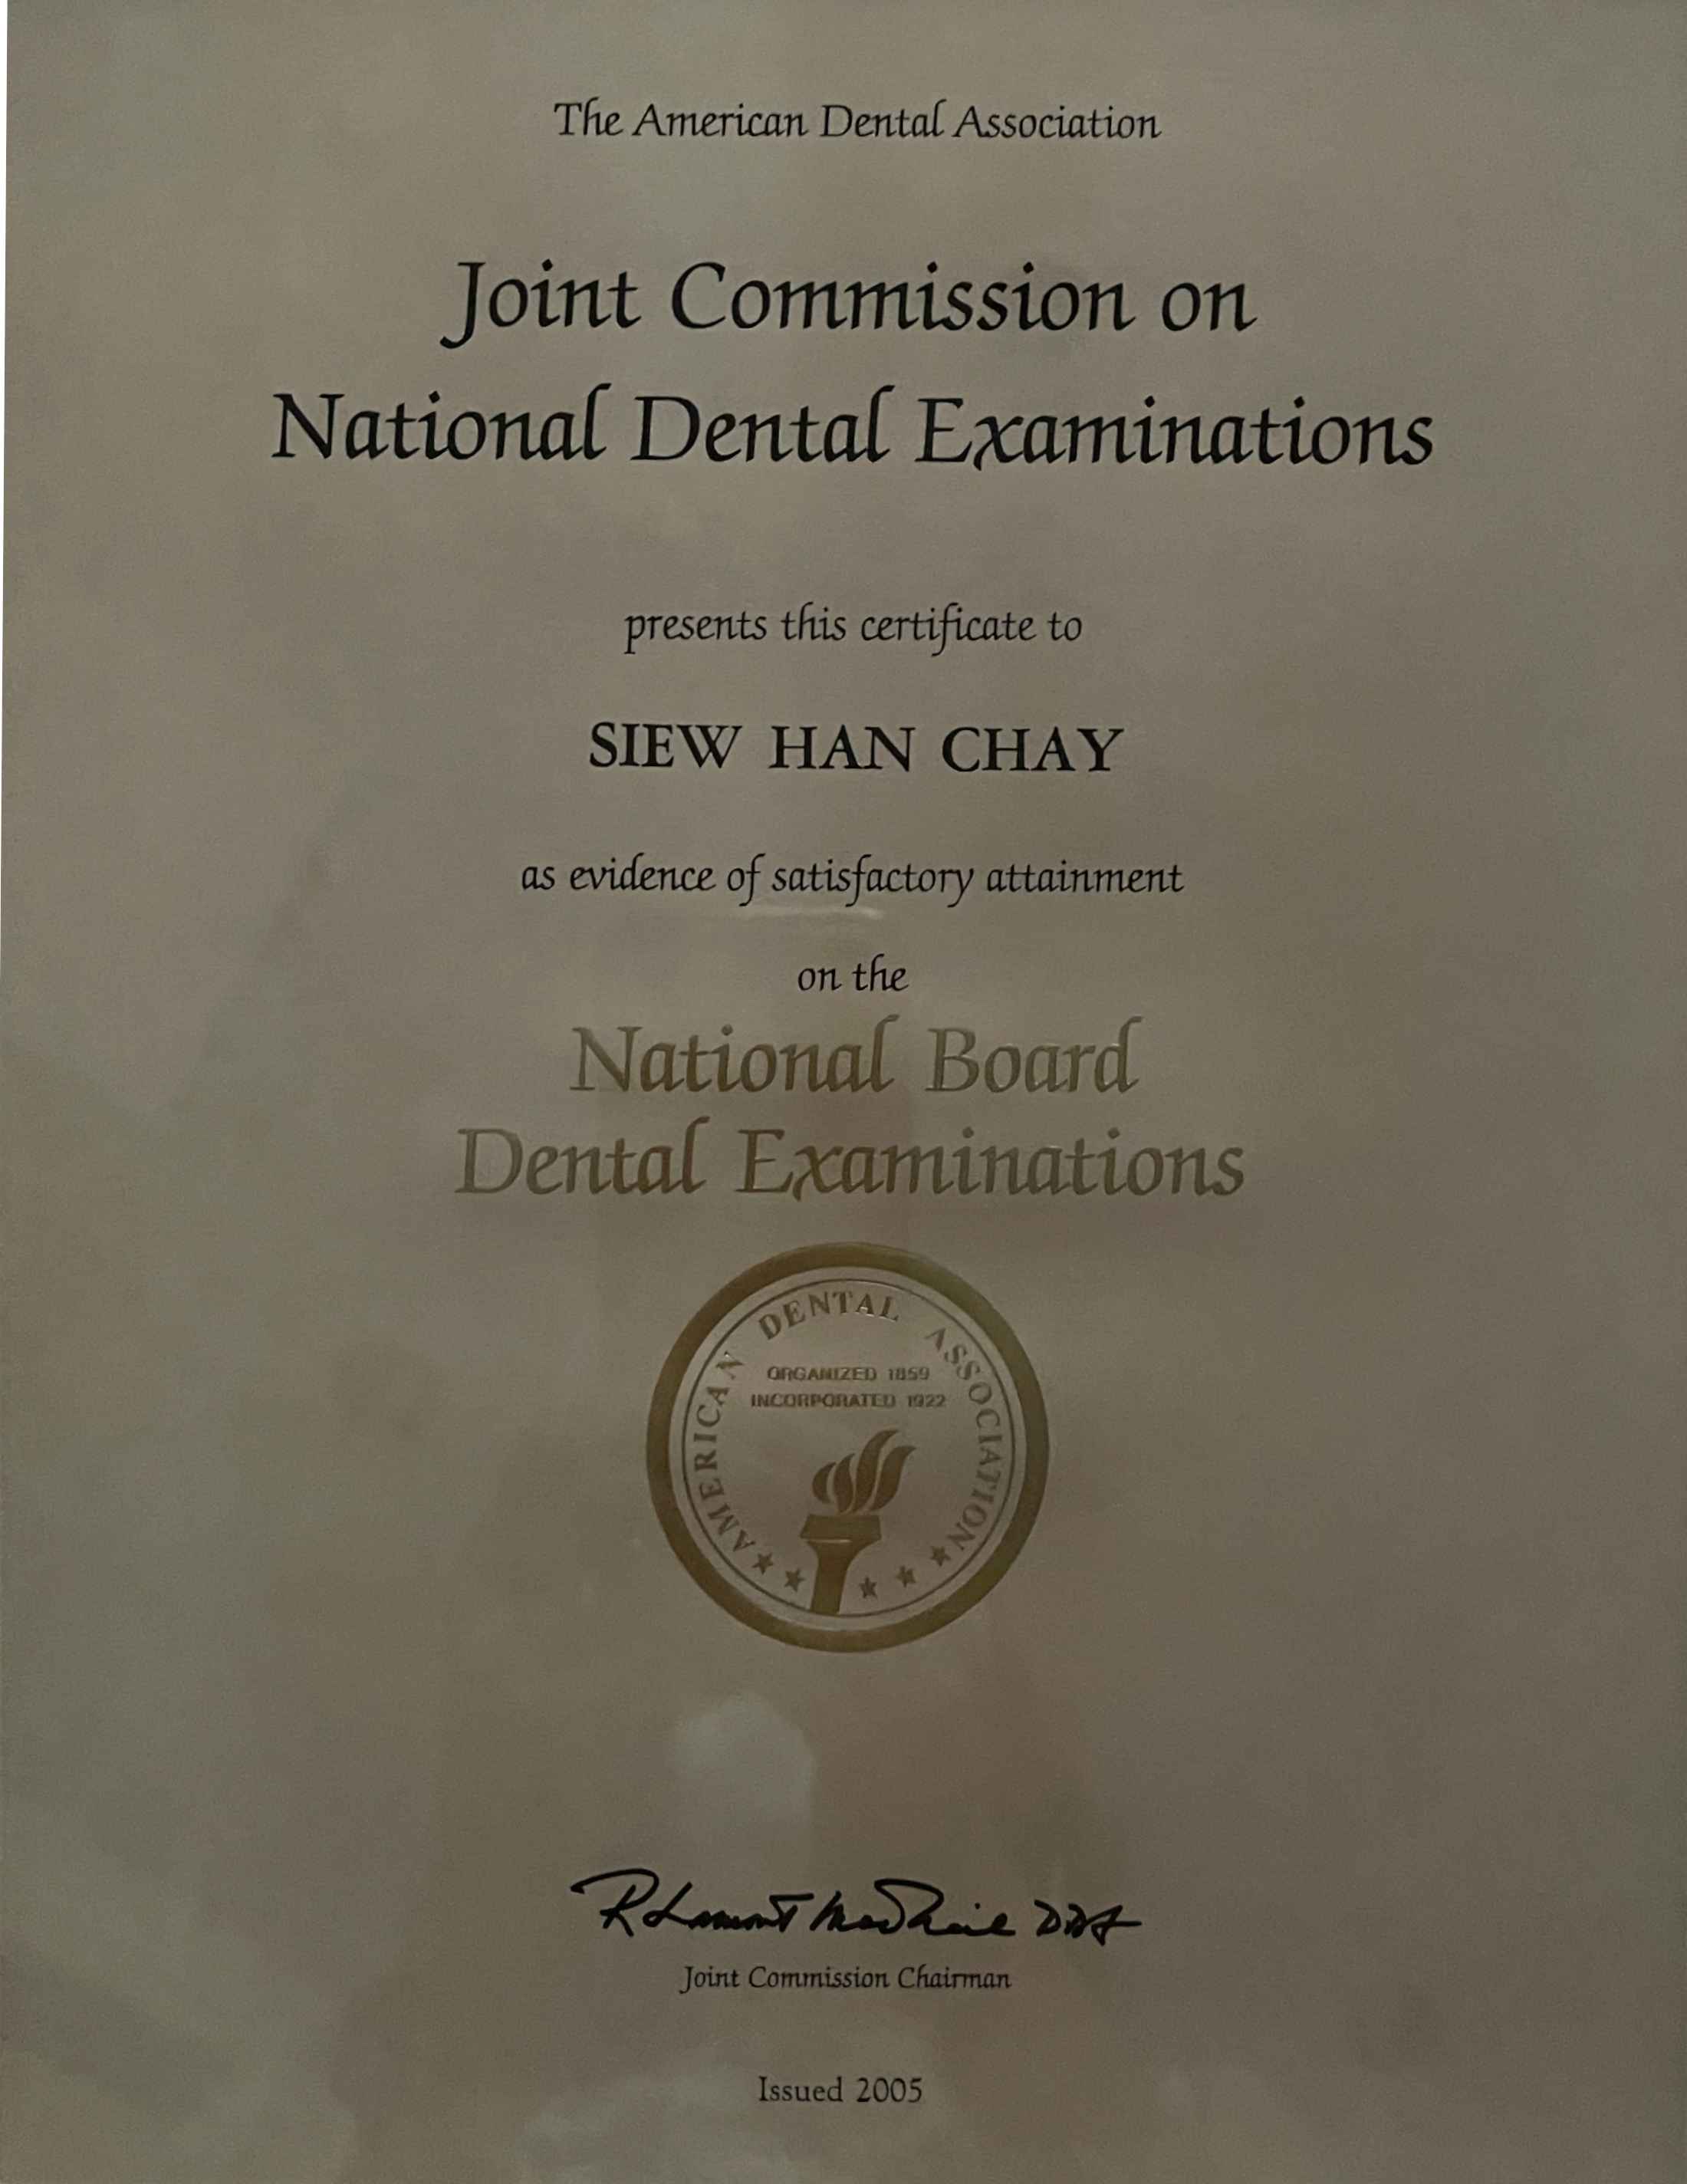 The American Dental Association
Joint Commission on
National Dental Examinations
presents this certificate to
SIEW HAN CHAY
as evidence of satisfactory attainment
on the
National Board
Dental Examinations
AMERICAN DENTAL ASSOCIATION
ORGANIZED 1859
INCORPORATED 1922
R Lamont DDS
Joint Commission Chairman
Issued 2005